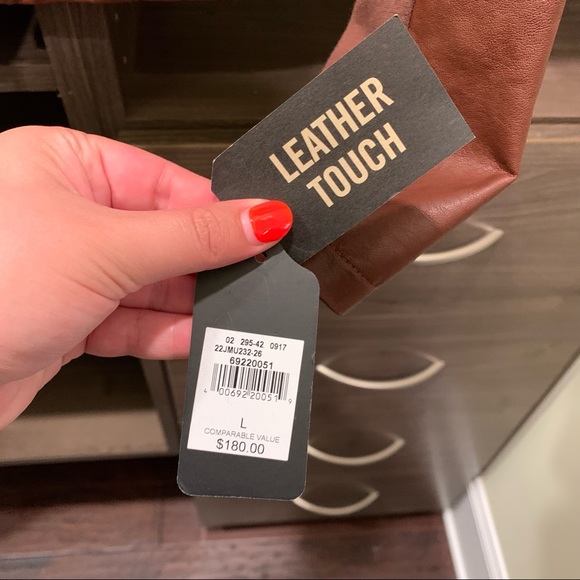 LEATHER
TOUCH
02 295-42 0917
22JMU232-26
69220051
4 00692 20051 9
L
COMPARABLE VALUE
$180.00